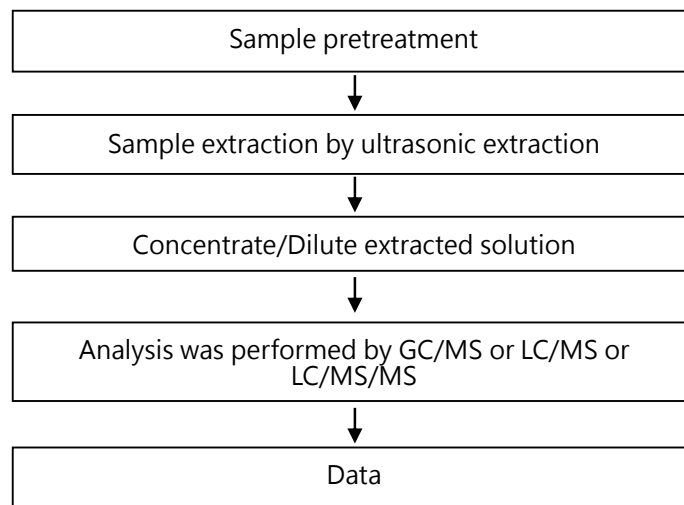 Sample pretreatment
Sample extraction by ultrasonic extraction
Concentrate/Dilute extracted solution
Analysis was performed by GC/MS or LC/MS or
LC/MS/MS
Data